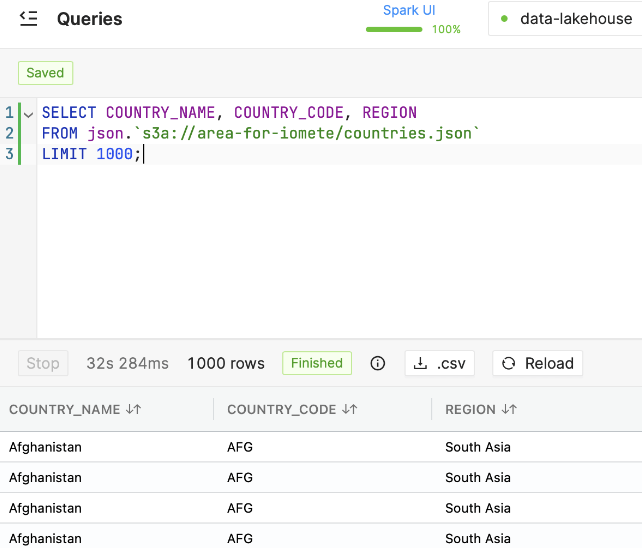 Queries
Spark UI
100%
data-lakehouse
Saved
1 SELECT COUNTRY_NAME, COUNTRY_CODE, REGION
2 FROM json.`s3a://area-for-iomete/countries.json`
3 LIMIT 1000;
Stop 32s 284ms 1000 rows Finished .csv Reload
COUNTRY_NAME COUNTRY_CODE REGION
Afghanistan AFG South Asia
Afghanistan AFG South Asia
Afghanistan AFG South Asia
Afghanistan AFG South Asia